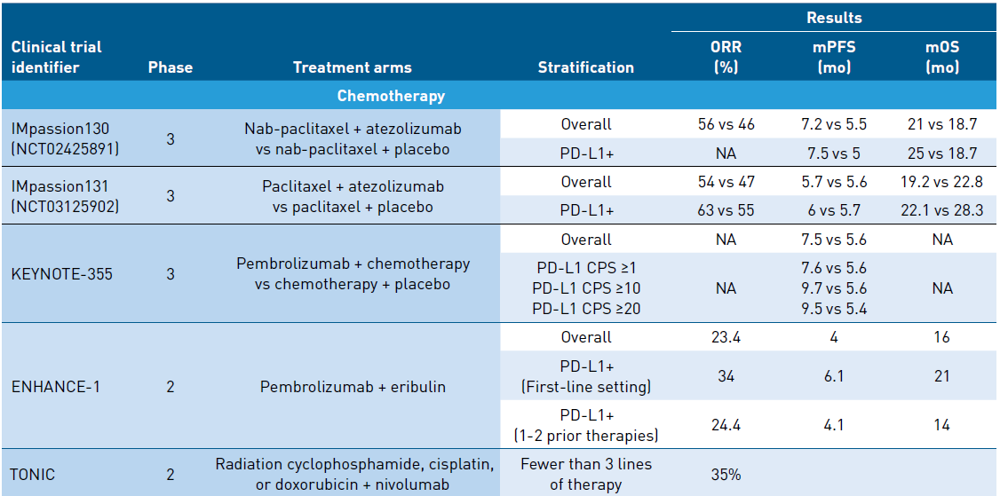 Results
Clinical trial identifier Phase Treatment arms Stratification ORR (%) mPFS (mo) mOS (mo)
Chemotherapy
IMpassion130 (NCT02425891) 3 Nab-paclitaxel + atezolizumab vs nab-paclitaxel + placebo Overall 56 vs 46 7.2 vs 5.5 21 vs 18.7
PD-L1+ NA 7.5 vs 5 25 vs 18.7
IMpassion131 (NCT03125902) 3 Paclitaxel + atezolizumab vs paclitaxel + placebo Overall 54 vs 47 5.7 vs 5.6 19.2 vs 22.8
PD-L1+ 63 vs 55 6 vs 5.7 22.1 vs 28.3
KEYNOTE-355 3 Pembrolizumab + chemotherapy vs chemotherapy + placebo Overall NA 7.5 vs 5.6 NA
PD-L1 CPS ≥1 7.6 vs 5.6
PD-L1 CPS ≥10 NA 9.7 vs 5.6 NA
PD-L1 CPS ≥20 9.5 vs 5.4
ENHANCE-1 2 Pembrolizumab + eribulin Overall 23.4 4 16
PD-L1+ (First-line setting) 34 6.1 21
PD-L1+ (1-2 prior therapies) 24.4 4.1 14
TONIC 2 Radiation cyclophosphamide, cisplatin, or doxorubicin + nivolumab Fewer than 3 lines of therapy 35%